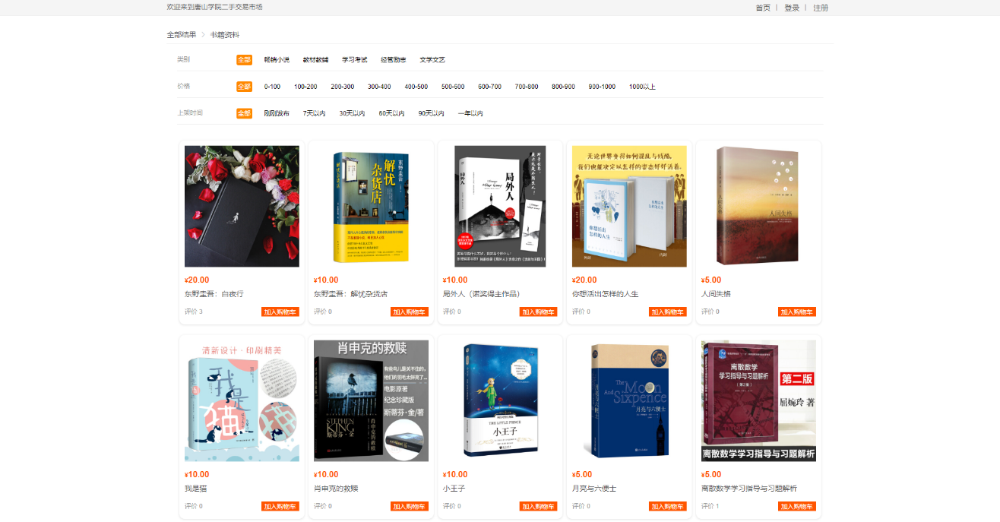 欢迎来到唐山学院二手交易市场
首页 | 登录 | 注册
全部结果 > 书籍资料
类别 全部 畅销小说 教材教辅 学习考试 经管励志 文学文艺
价格 全部 0-100 100-200 200-300 300-400 400-500 500-600 600-700 700-800 800-900 900-1000 1000以上
上架时间 全部 刚刚发布 7天以内 30天以内 60天以内 90天以内 一年以内
东野圭吾
解忧
杂货店
局外人
无论世界变得如何混乱与残酷,
我们也能决定以怎样的姿态好好活着。
你想活出
怎样的人生
人间失格
¥20.00
东野圭吾：白夜行
评价 3 加入购物车
¥10.00
东野圭吾：解忧杂货店
评价 0 加入购物车
¥10.00
局外人（诺奖得主作品）
评价 0 加入购物车
¥20.00
你想活出怎样的人生
评价 0 加入购物车
¥5.00
人间失格
评价 0 加入购物车
清新设计·印刷精美
我是猫
肖申克的救赎
电影原著
纪念珍藏版
斯蒂芬·金/著
STEPHEN
KING
斯蒂芬·金
肖申克的救赎
THE LITTLE PRINCE
小王子
The Moon
And Sixpence
月亮与六便士
离散数学
学习指导与习题解析
（第2版）
第二版
屈婉玲 著
离散数学学习指导与习题解析
¥10.00
我是猫
评价 0 加入购物车
¥10.00
肖申克的救赎
评价 0 加入购物车
¥10.00
小王子
评价 0 加入购物车
¥5.00
月亮与六便士
评价 0 加入购物车
¥5.00
离散数学学习指导与习题解析
评价 1 加入购物车